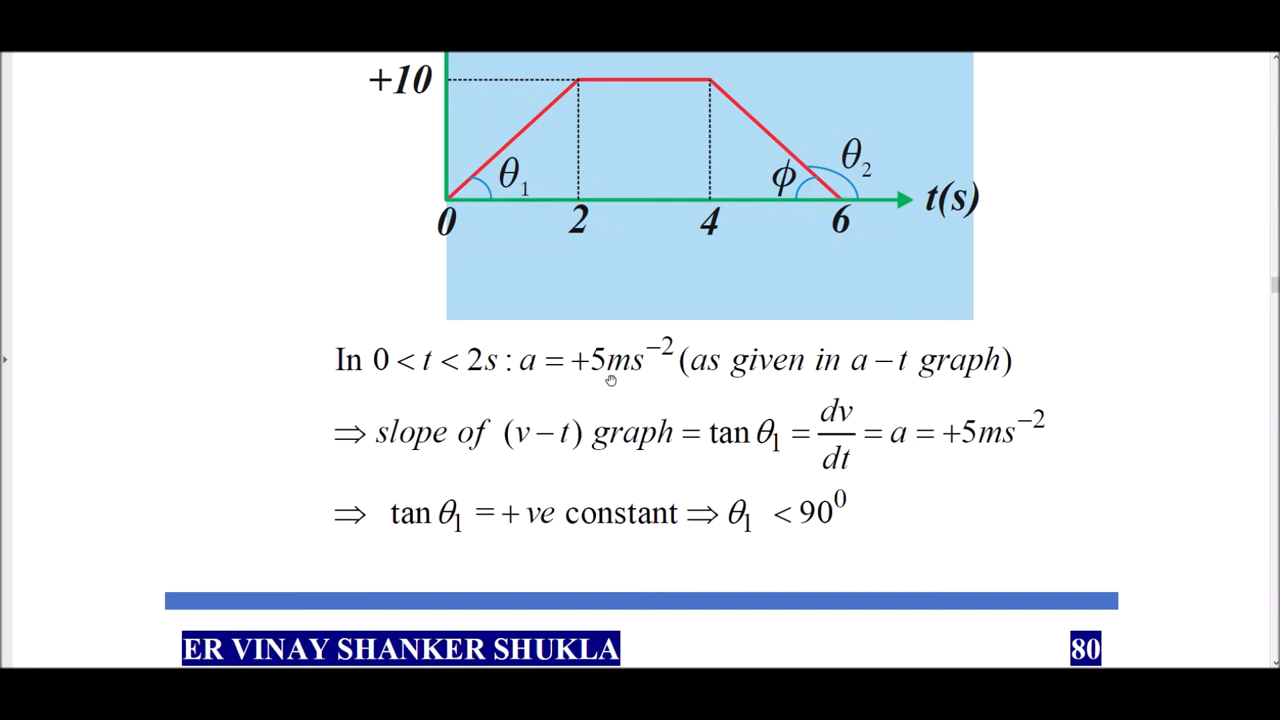 +10
θ₁
ϕ
θ₂
t(s)
0
2
4
6
In 0 < t < 2s : a = +5ms⁻² (as given in a − t graph)
⇒ slope of (v − t) graph = tan θ₁ = dv/dt = a = +5ms⁻²
⇒ tan θ₁ = + ve constant ⇒ θ₁ < 90⁰
ER VINAY SHANKER SHUKLA
80